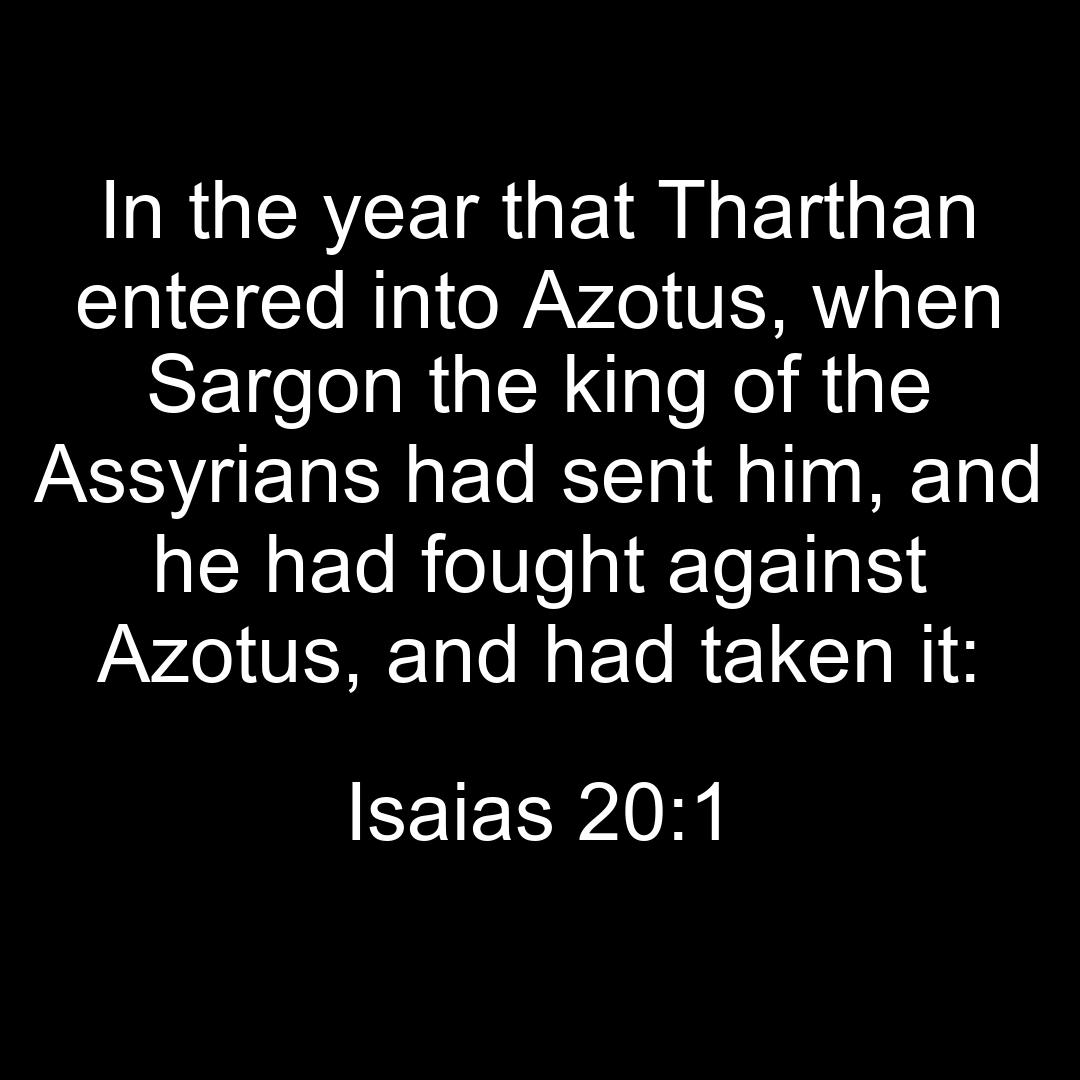 In the year that Tharthan
entered into Azotus, when
Sargon the king of the
Assyrians had sent him, and
he had fought against
Azotus, and had taken it:
Isaias 20:1